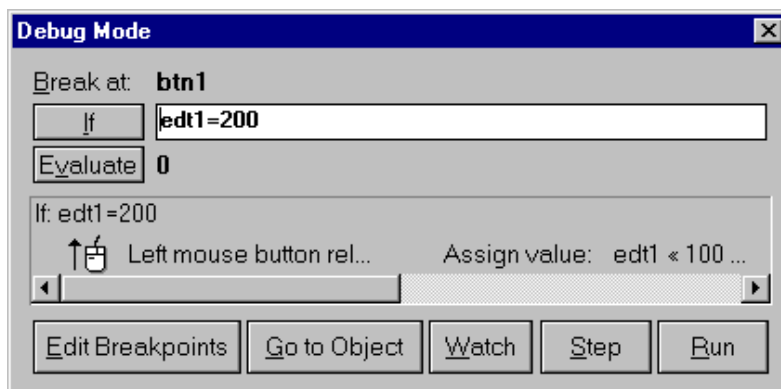 Debug Mode
Break at: btn1
If edt1=200
Evaluate 0
If: edt1=200
Left mouse button rel... Assign value: edt1 « 100 ...
Edit Breakpoints Go to Object Watch Step Run